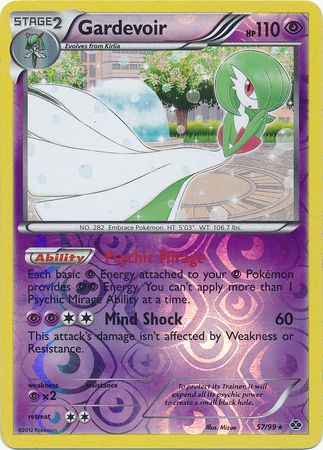 STAGE2
Gardevoir
HP110
Evolves from Kirlia
NO. 282 Embrace Pokémon HT: 5'03" WT: 106.7 lbs.
Ability Psychic Mirage
Each basic Energy attached to your Pokémon
provides Energy. You can't apply more than 1
Psychic Mirage Ability at a time.
Mind Shock 60
This attack's damage isn't affected by Weakness or
Resistance.
weakness
×2
resistance
retreat
To protect its Trainer, it will
expend all its psychic power to
create a small black hole.
Illus. Mizue
57/99
©2012 Pokémon